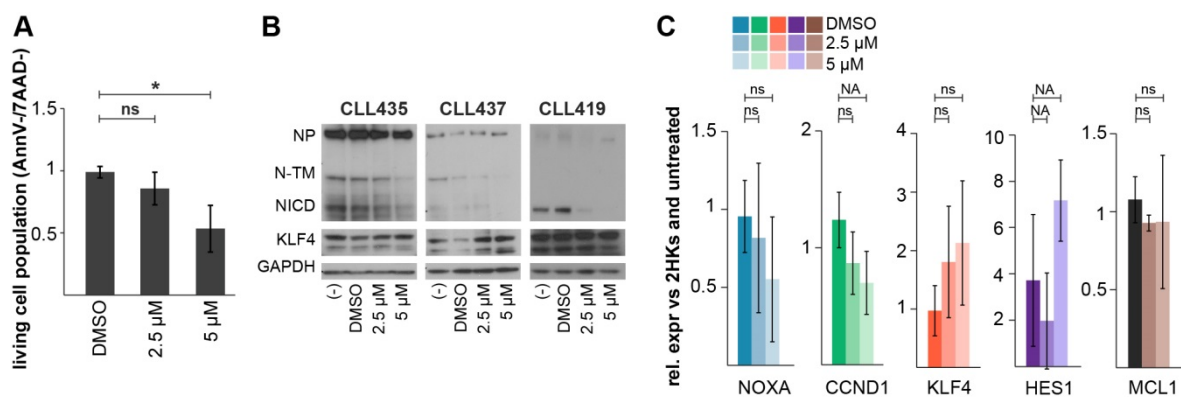 A
living cell population (AnnV-/7AAD-)
*
ns
1.5
1
0.5
DMSO
2.5 µM
5 µM
B
CLL435 CLL437 CLL419
NP
N-TM
NICD
KLF4
GAPDH
(-) DMSO 2.5 µM 5 µM (-) DMSO 2.5 µM 5 µM (-) DMSO 2.5 µM 5 µM
C
DMSO
2.5 µM
5 µM
rel. expr vs 2HKs and untreated
ns
ns
1.5
1
0.5
NOXA
NA
ns
2
1
CCND1
ns
ns
4
3
2
1
KLF4
NA
NA
10
8
6
4
2
HES1
ns
ns
1.5
1
0.5
MCL1